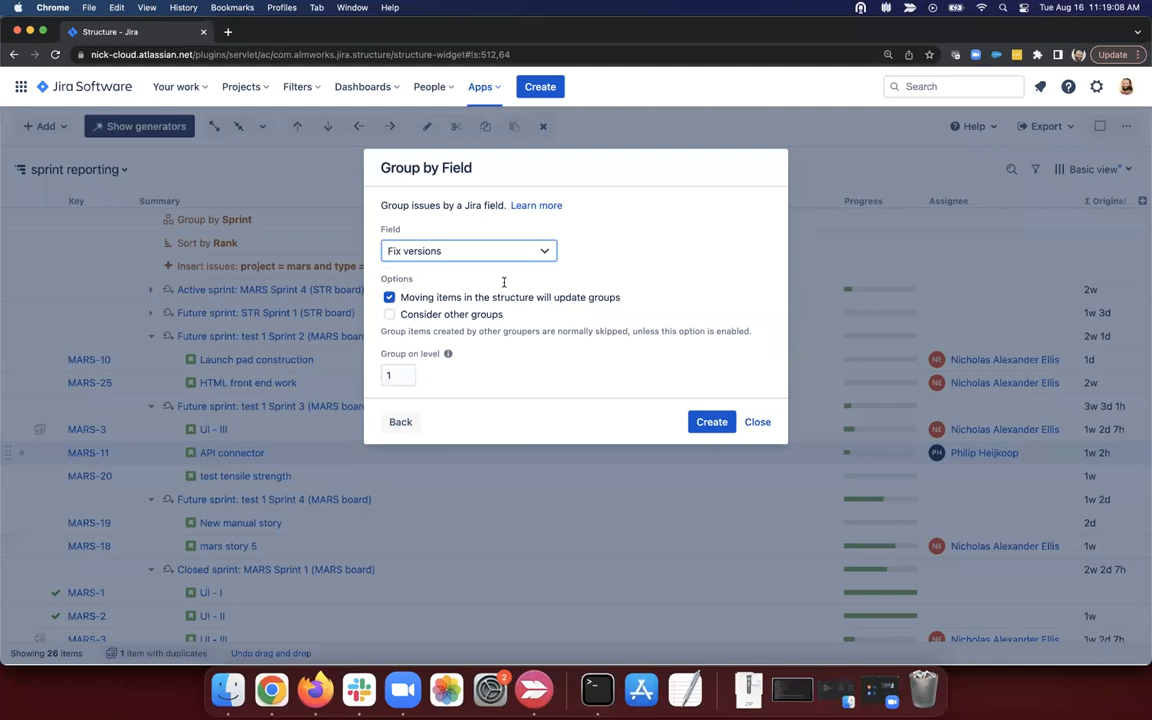 Chrome File Edit View History Bookmarks Profiles Tab Window Help Tue Aug 16 11:19:08 AM
Structure - Jira
nick-cloud.atlassian.net/plugins/servlet/ac/com.almworks.jira.structure/structure-widget#!s:512,64 Update
Jira Software Your work Projects Filters Dashboards People Apps Create Search
Add Show generators Help Export
sprint reporting Basic view*
Key Summary Progress Assignee Σ Original
Group by Sprint
Sort by Rank
Insert issues: project = mars and type =
Active sprint: MARS Sprint 4 (STR board) 2w
Future sprint: STR Sprint 1 (STR board) 1w 3d
Future sprint: test 1 Sprint 2 (MARS board) 2w 1d
MARS-10 Launch pad construction NE Nicholas Alexander Ellis 1d
MARS-25 HTML front end work NE Nicholas Alexander Ellis 2w
Future sprint: test 1 Sprint 3 (MARS board) 3w 3d 1h
MARS-3 UI - III NE Nicholas Alexander Ellis 1w 2d 7h
MARS-11 API connector PH Philip Heijkoop 1w 2h
MARS-20 test tensile strength 1w
Future sprint: test 1 Sprint 4 (MARS board) 1w 2d
MARS-19 New manual story 2d
MARS-18 mars story 5 NE Nicholas Alexander Ellis 1w
Closed sprint: MARS Sprint 1 (MARS board) 2w 2d 7h
MARS-1 UI - I
MARS-2 UI - II 1w
MARS-3 UI - III NE Nicholas Alexander Ellis 1w 2d 7h
Showing 26 items 1 item with duplicates Undo drag and drop
Group by Field
Group issues by a Jira field. Learn more
Field
Fix versions
Options
Moving items in the structure will update groups
Consider other groups
Group items created by other groupers are normally skipped, unless this option is enabled.
Group on level
1
Back Create Close
2
ZIP